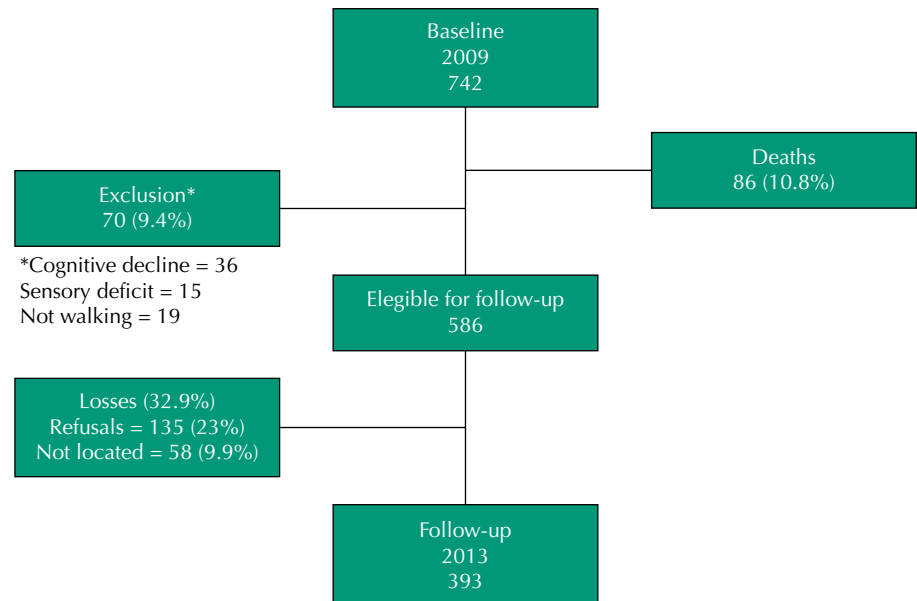 Baseline
2009
742
Deaths
86 (10.8%)
Exclusion*
70 (9.4%)
*Cognitive decline = 36
Sensory deficit = 15
Not walking = 19
Elegible for follow-up
586
Losses (32.9%)
Refusals = 135 (23%)
Not located = 58 (9.9%)
Follow-up
2013
393